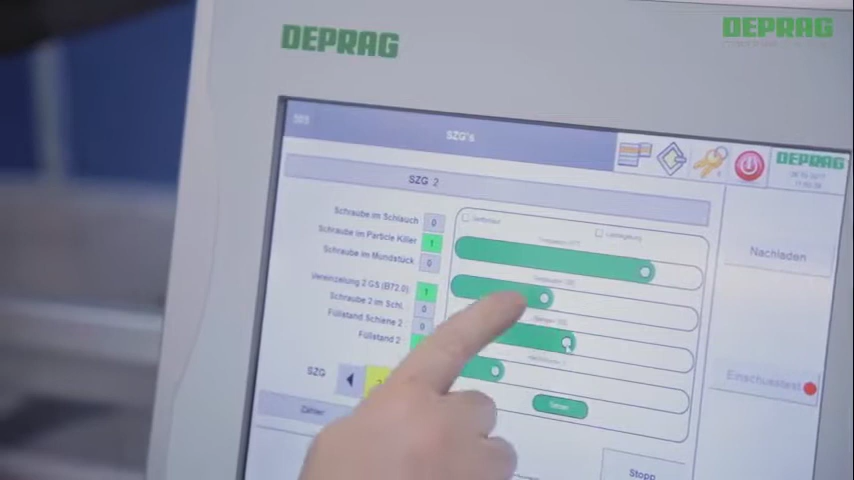 DEPRAG
DEPRAG
SZG's
DEPRAG
SZG 2
Schraube im Schlauch 0
Schraube im Particle Killer 1
Schraube im Mundstück 0
Vereinzelung 2 GS (B72.0) 1
Schraube 2 im Schl. 0
Füllstand Schiene 2 0
Füllstand 2
SZG
Zähler
Nachladen
Einschusstest
Stopp